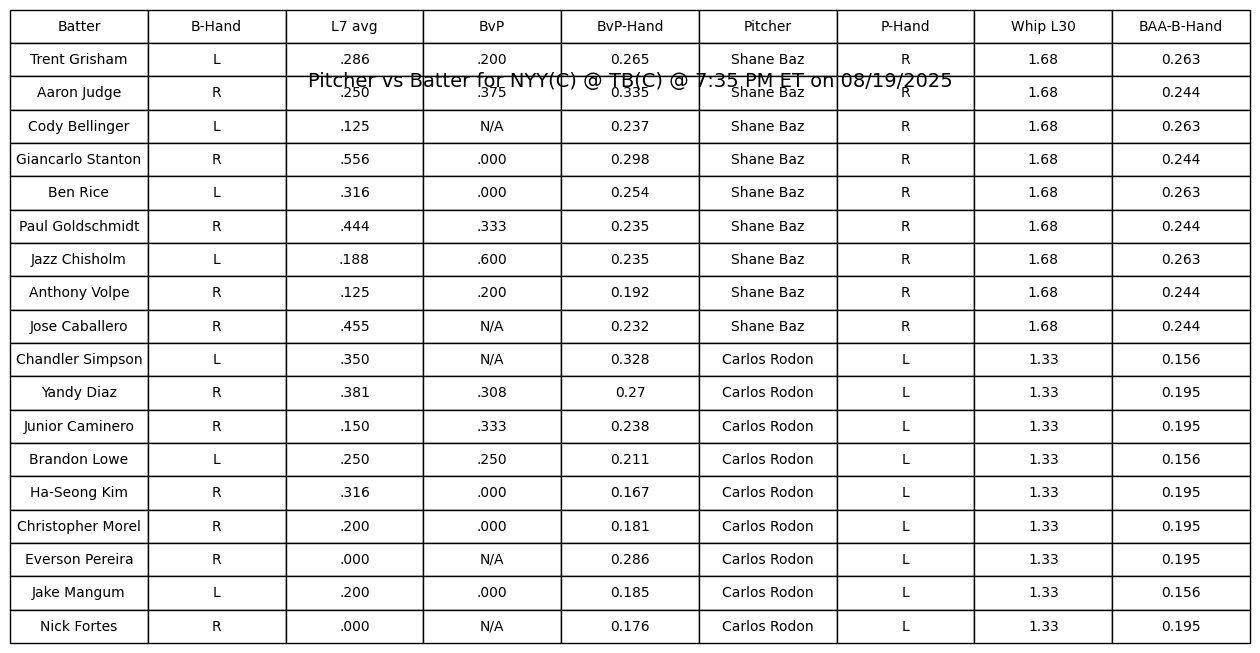 Batter B-Hand L7 avg BvP BvP-Hand Pitcher P-Hand Whip L30 BAA-B-Hand
Trent Grisham L .286 .200 0.265 Shane Baz R 1.68 0.263
Pitcher vs Batter for NYY(C) @ TB(C) @ 7:35 PM ET on 08/19/2025
Aaron Judge R .250 .375 0.335 Shane Baz R 1.68 0.244
Cody Bellinger L .125 N/A 0.237 Shane Baz R 1.68 0.263
Giancarlo Stanton R .556 .000 0.298 Shane Baz R 1.68 0.244
Ben Rice L .316 .000 0.254 Shane Baz R 1.68 0.263
Paul Goldschmidt R .444 .333 0.235 Shane Baz R 1.68 0.244
Jazz Chisholm L .188 .600 0.235 Shane Baz R 1.68 0.263
Anthony Volpe R .125 .200 0.192 Shane Baz R 1.68 0.244
Jose Caballero R .455 N/A 0.232 Shane Baz R 1.68 0.244
Chandler Simpson L .350 N/A 0.328 Carlos Rodon L 1.33 0.156
Yandy Diaz R .381 .308 0.27 Carlos Rodon L 1.33 0.195
Junior Caminero R .150 .333 0.238 Carlos Rodon L 1.33 0.195
Brandon Lowe L .250 .250 0.211 Carlos Rodon L 1.33 0.156
Ha-Seong Kim R .316 .000 0.167 Carlos Rodon L 1.33 0.195
Christopher Morel R .200 .000 0.181 Carlos Rodon L 1.33 0.195
Everson Pereira R .000 N/A 0.286 Carlos Rodon L 1.33 0.195
Jake Mangum L .200 .000 0.185 Carlos Rodon L 1.33 0.156
Nick Fortes R .000 N/A 0.176 Carlos Rodon L 1.33 0.195